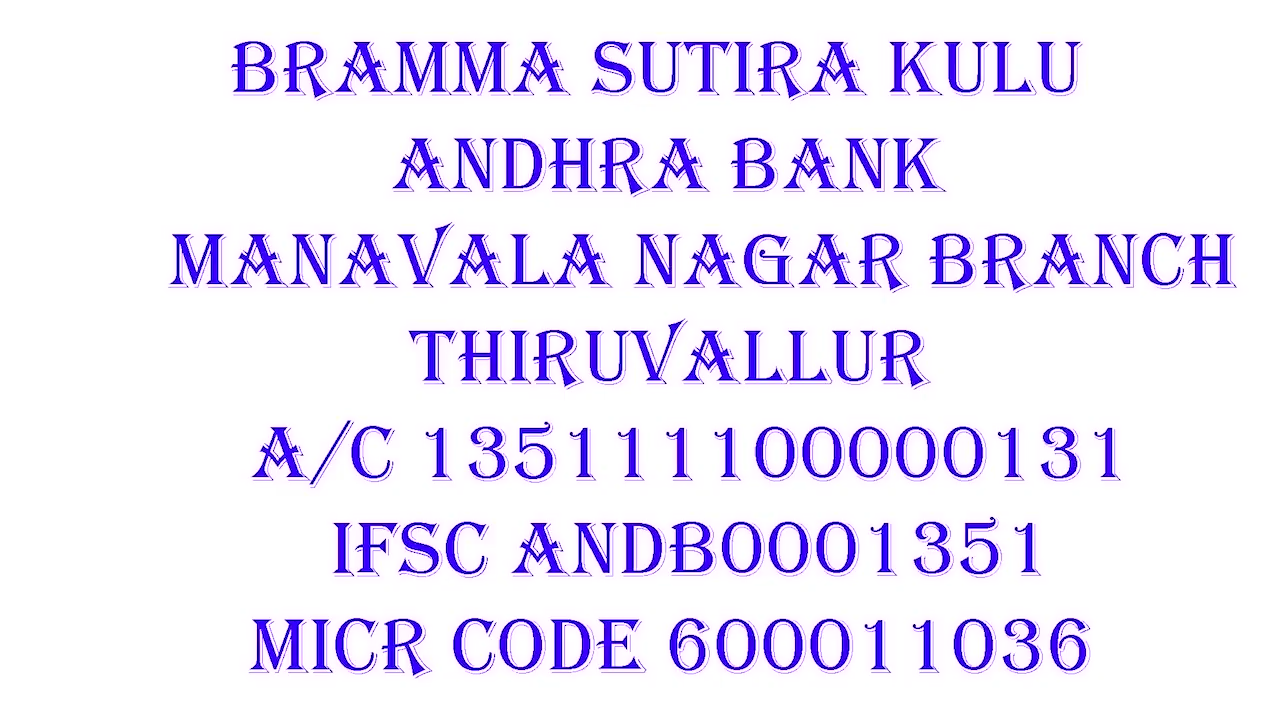 BRAMMA SUTIRA KULU
ANDHRA BANK
MANAVALA NAGAR BRANCH
THIRUVALLUR
A/C 135111100000131
IFSC ANDB0001351
MICR CODE 600011036